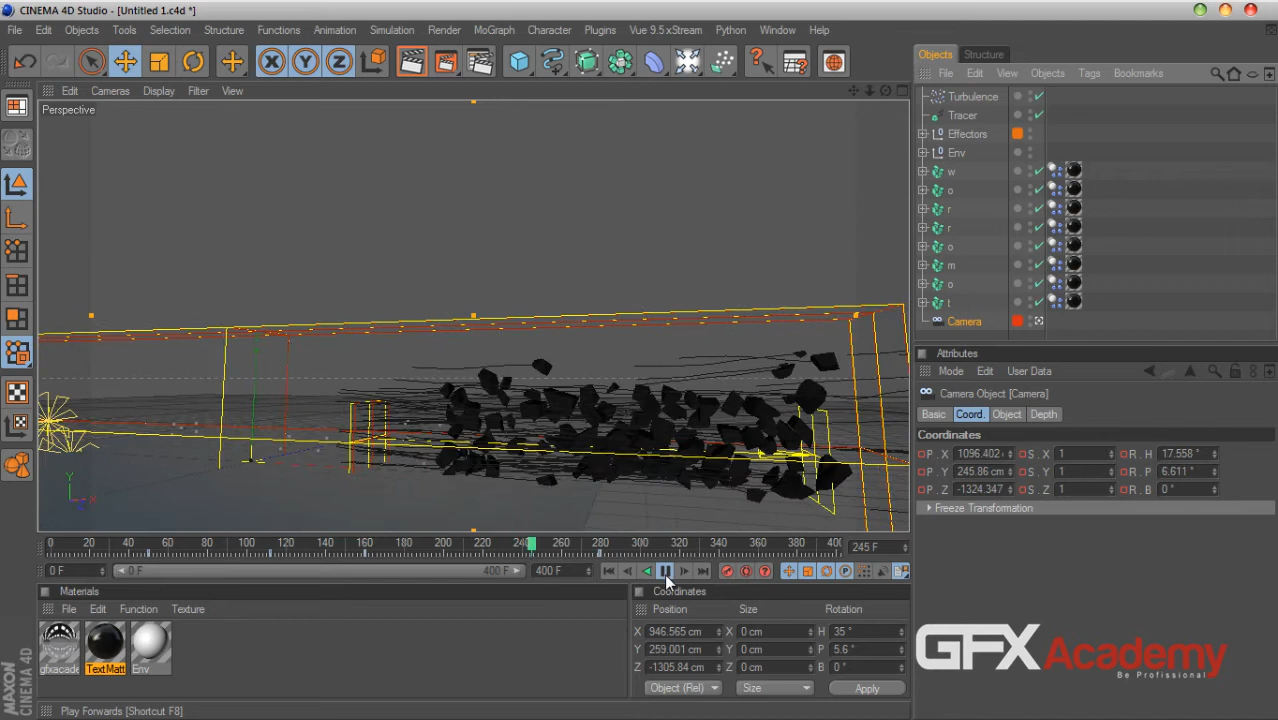 CINEMA 4D Studio - [Untitled 1.c4d *]
File Edit Objects Tools Selection Structure Functions Animation Simulation Render MoGraph Character Plugins Vue 9.5 xStream Python Window Help
Edit Cameras Display Filter View
Perspective
Y
X
0 20 40 60 80 100 120 140 160 180 200 220 240 260 280 300 320 340 360 380 400
245 F
0 F
0 F
400 F
400 F
Materials
File Edit Function Texture
gfxacade TextMatt Env
MAXON
CINEMA 4D
Play Forwards [Shortcut F8]
Coordinates
Position Size Rotation
X 946.565 cm X 0 cm H 35 °
Y 259.001 cm Y 0 cm P 5.6 °
Z -1305.84 cm Z 0 cm B 0 °
Object (Rel) Size Apply
Objects Structure
File Edit View Objects Tags Bookmarks
Turbulence
Tracer
Effectors
Env
w
o
r
r
o
m
o
t
Camera
Attributes
Mode Edit User Data
Camera Object [Camera]
Basic Coord. Object Depth
Coordinates
P . X 1096.402 S . X 1 R . H 17.558 °
P . Y 245.86 cm S . Y 1 R . P 6.611 °
P . Z -1324.347 S . Z 1 R . B 0 °
Freeze Transformation
GFXAcademy
Be Profissional